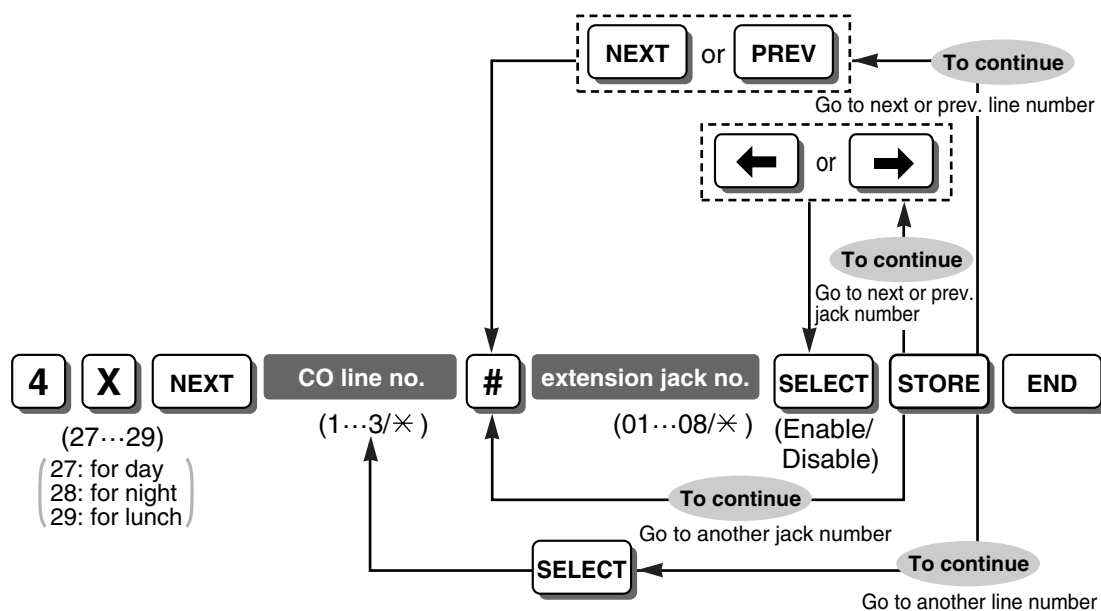 NEXT or PREV
To continue
Go to next or prev. line number
← or →
To continue
Go to next or prev.
jack number
4 X NEXT CO line no. # extension jack no. SELECT STORE END
(27···29)
(1···3/✳)
(01···08/✳)
(Enable/
Disable)
27: for day
28: for night
29: for lunch
To continue
Go to another jack number
SELECT
To continue
Go to another line number